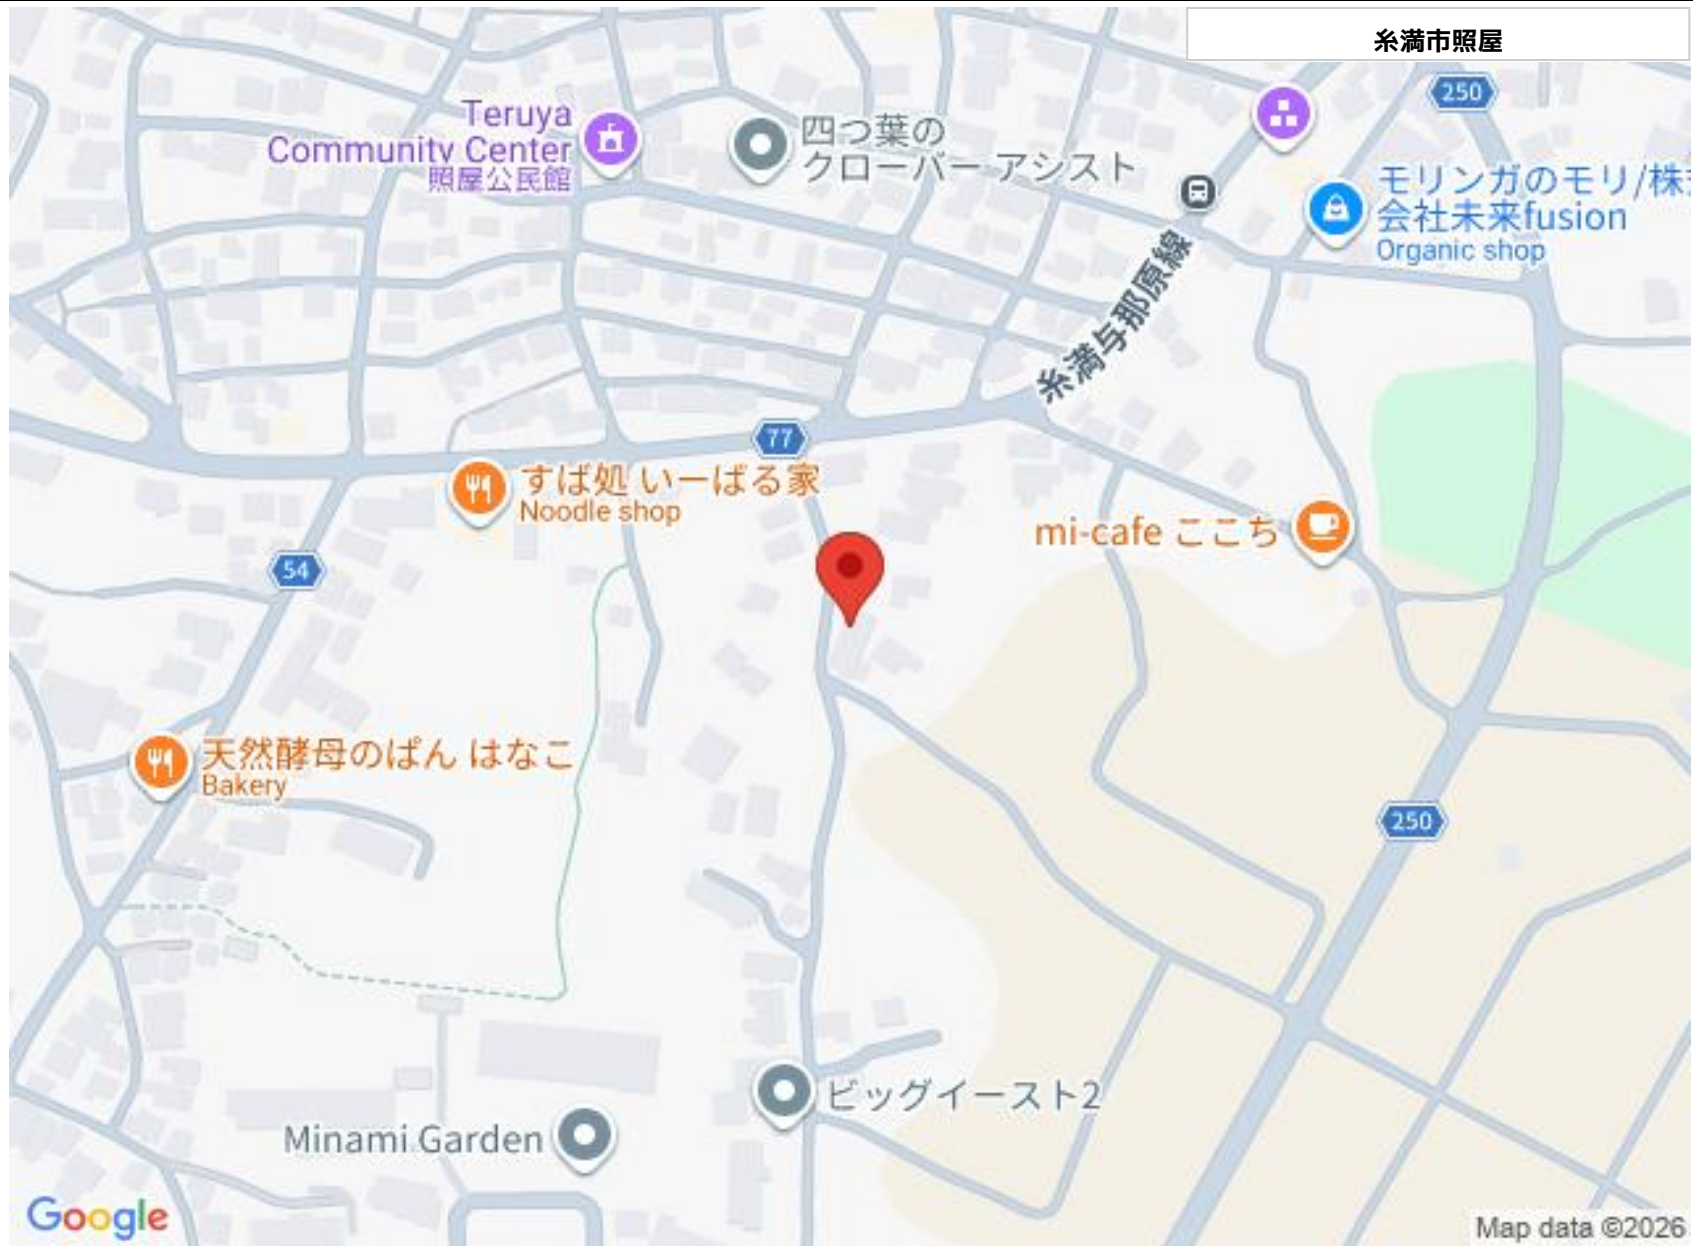 糸満市照屋
250
Teruya
Community Center
照屋公民館
四つ葉の
クローバー アシスト
モリンガのモリ/株
会社未来fusion
Organic shop
糸満与那原線
77
すば処 いーばる家
Noodle shop
mi-cafe ここち
54
天然酵母のぱん はなこ
Bakery
250
ビッグイースト2
Minami Garden
Google
Map data ©2026